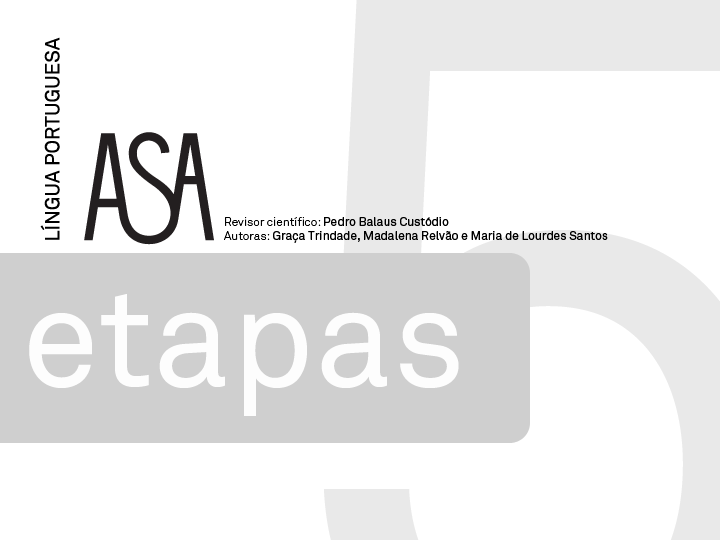 LÍNGUA PORTUGUESA
ASA
Revisor científico: Pedro Balaus Custódio
Autoras: Graça Trindade, Madalena Relvão e Maria de Lourdes Santos
etapas
5